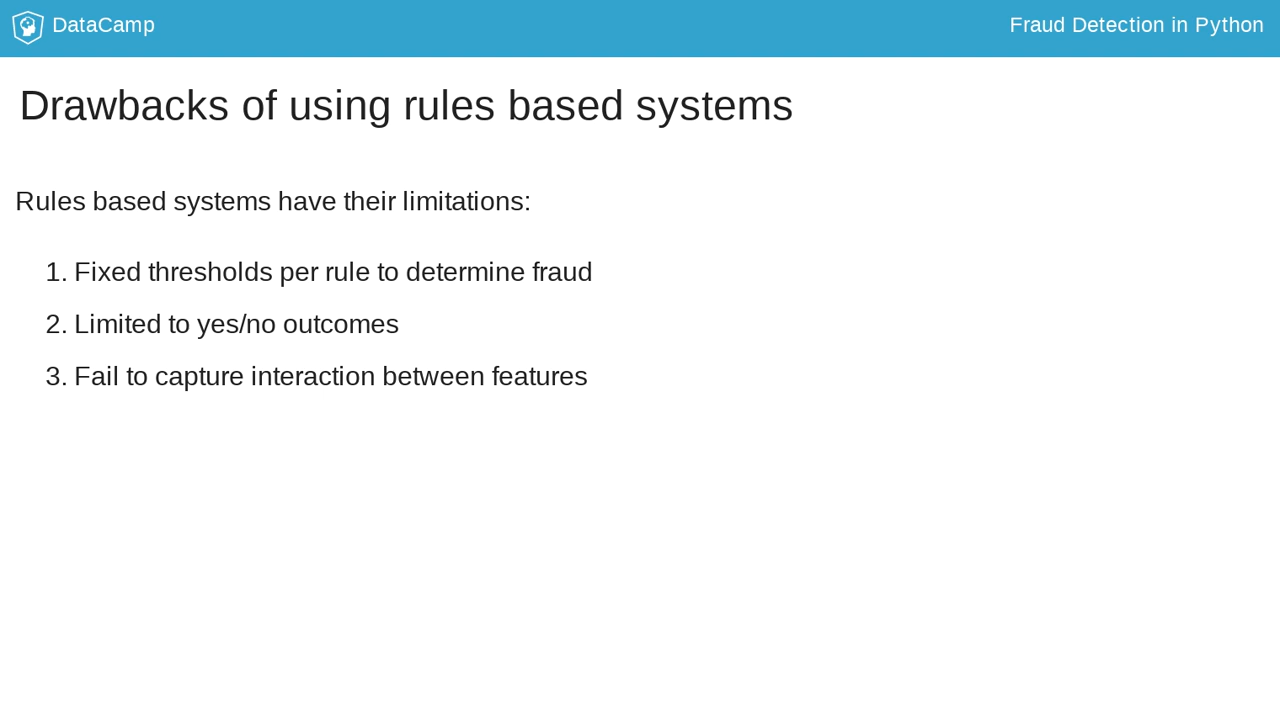 DataCamp
Fraud Detection in Python
Drawbacks of using rules based systems
Rules based systems have their limitations:
1. Fixed thresholds per rule to determine fraud
2. Limited to yes/no outcomes
3. Fail to capture interaction between features